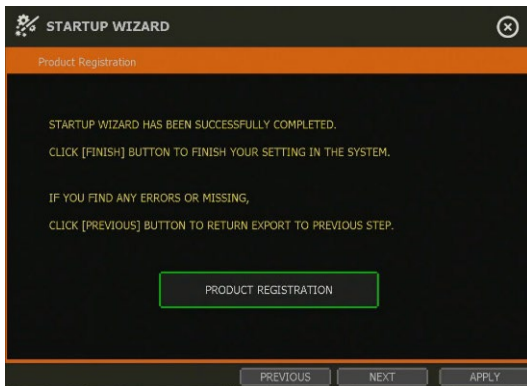 STARTUP WIZARD
Product Registration
STARTUP WIZARD HAS BEEN SUCCESSFULLY COMPLETED.
CLICK [FINISH] BUTTON TO FINISH YOUR SETTING IN THE SYSTEM.
IF YOU FIND ANY ERRORS OR MISSING,
CLICK [PREVIOUS] BUTTON TO RETURN EXPORT TO PREVIOUS STEP.
PRODUCT REGISTRATION
PREVIOUS NEXT APPLY